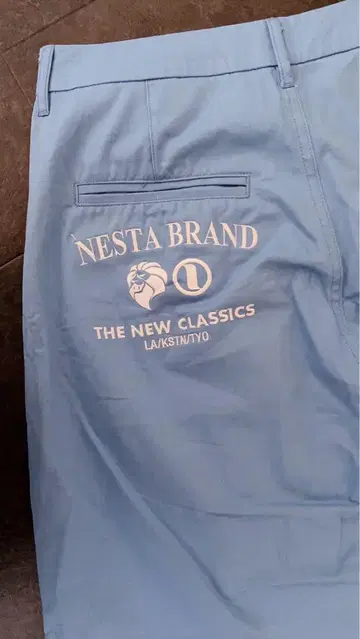 NESTA BRAND
THE NEW CLASSICS
LA/KSTN/TYO